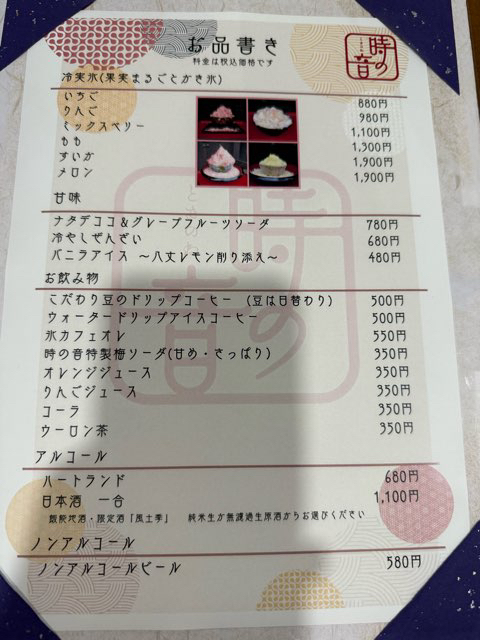 お品書き
料金は税込価格です
時の音
冷実氷(果実まるごとかき氷)
いちご 880円
りんご 980円
ミックスベリー 1,100円
もも 1,300円
すいか 1,900円
メロン 1,900円
甘味
ナタデココ&グレープフルーツソーダ 780円
冷やしぜんざい 680円
バニラアイス ～八丈レモン削り添え～ 480円
お飲み物
こだわり豆のドリップコーヒー (豆は日替わり) 500円
ウォータードリップアイスコーヒー 500円
氷カフェオレ 550円
時の音特製梅ソーダ(甘め・さっぱり) 350円
オレンジジュース 350円
りんごジュース 350円
コーラ 350円
ウーロン茶 350円
アルコール
ハートランド 680円
日本酒 一合 1,100円
飯能地酒・限定酒「風士季」 純米生か無濾過生原酒からお選びください
ノンアルコール
ノンアルコールビール 580円
時の音